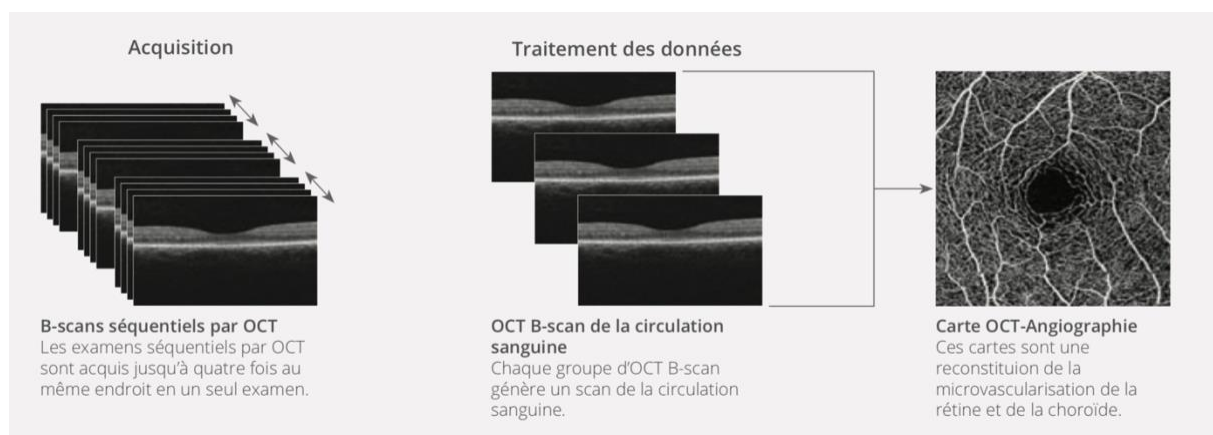 Acquisition
B-scans séquentiels par OCT
Les examens séquentiels par OCT
sont acquis jusqu'à quatre fois au
même endroit en un seul examen.
Traitement des données
OCT B-scan de la circulation
sanguine
Chaque groupe d'OCT B-scan
génère un scan de la circulation
sanguine.
Carte OCT-Angiographie
Ces cartes sont une
reconstituion de la
microvascularisation de la
rétine et de la choroïde.